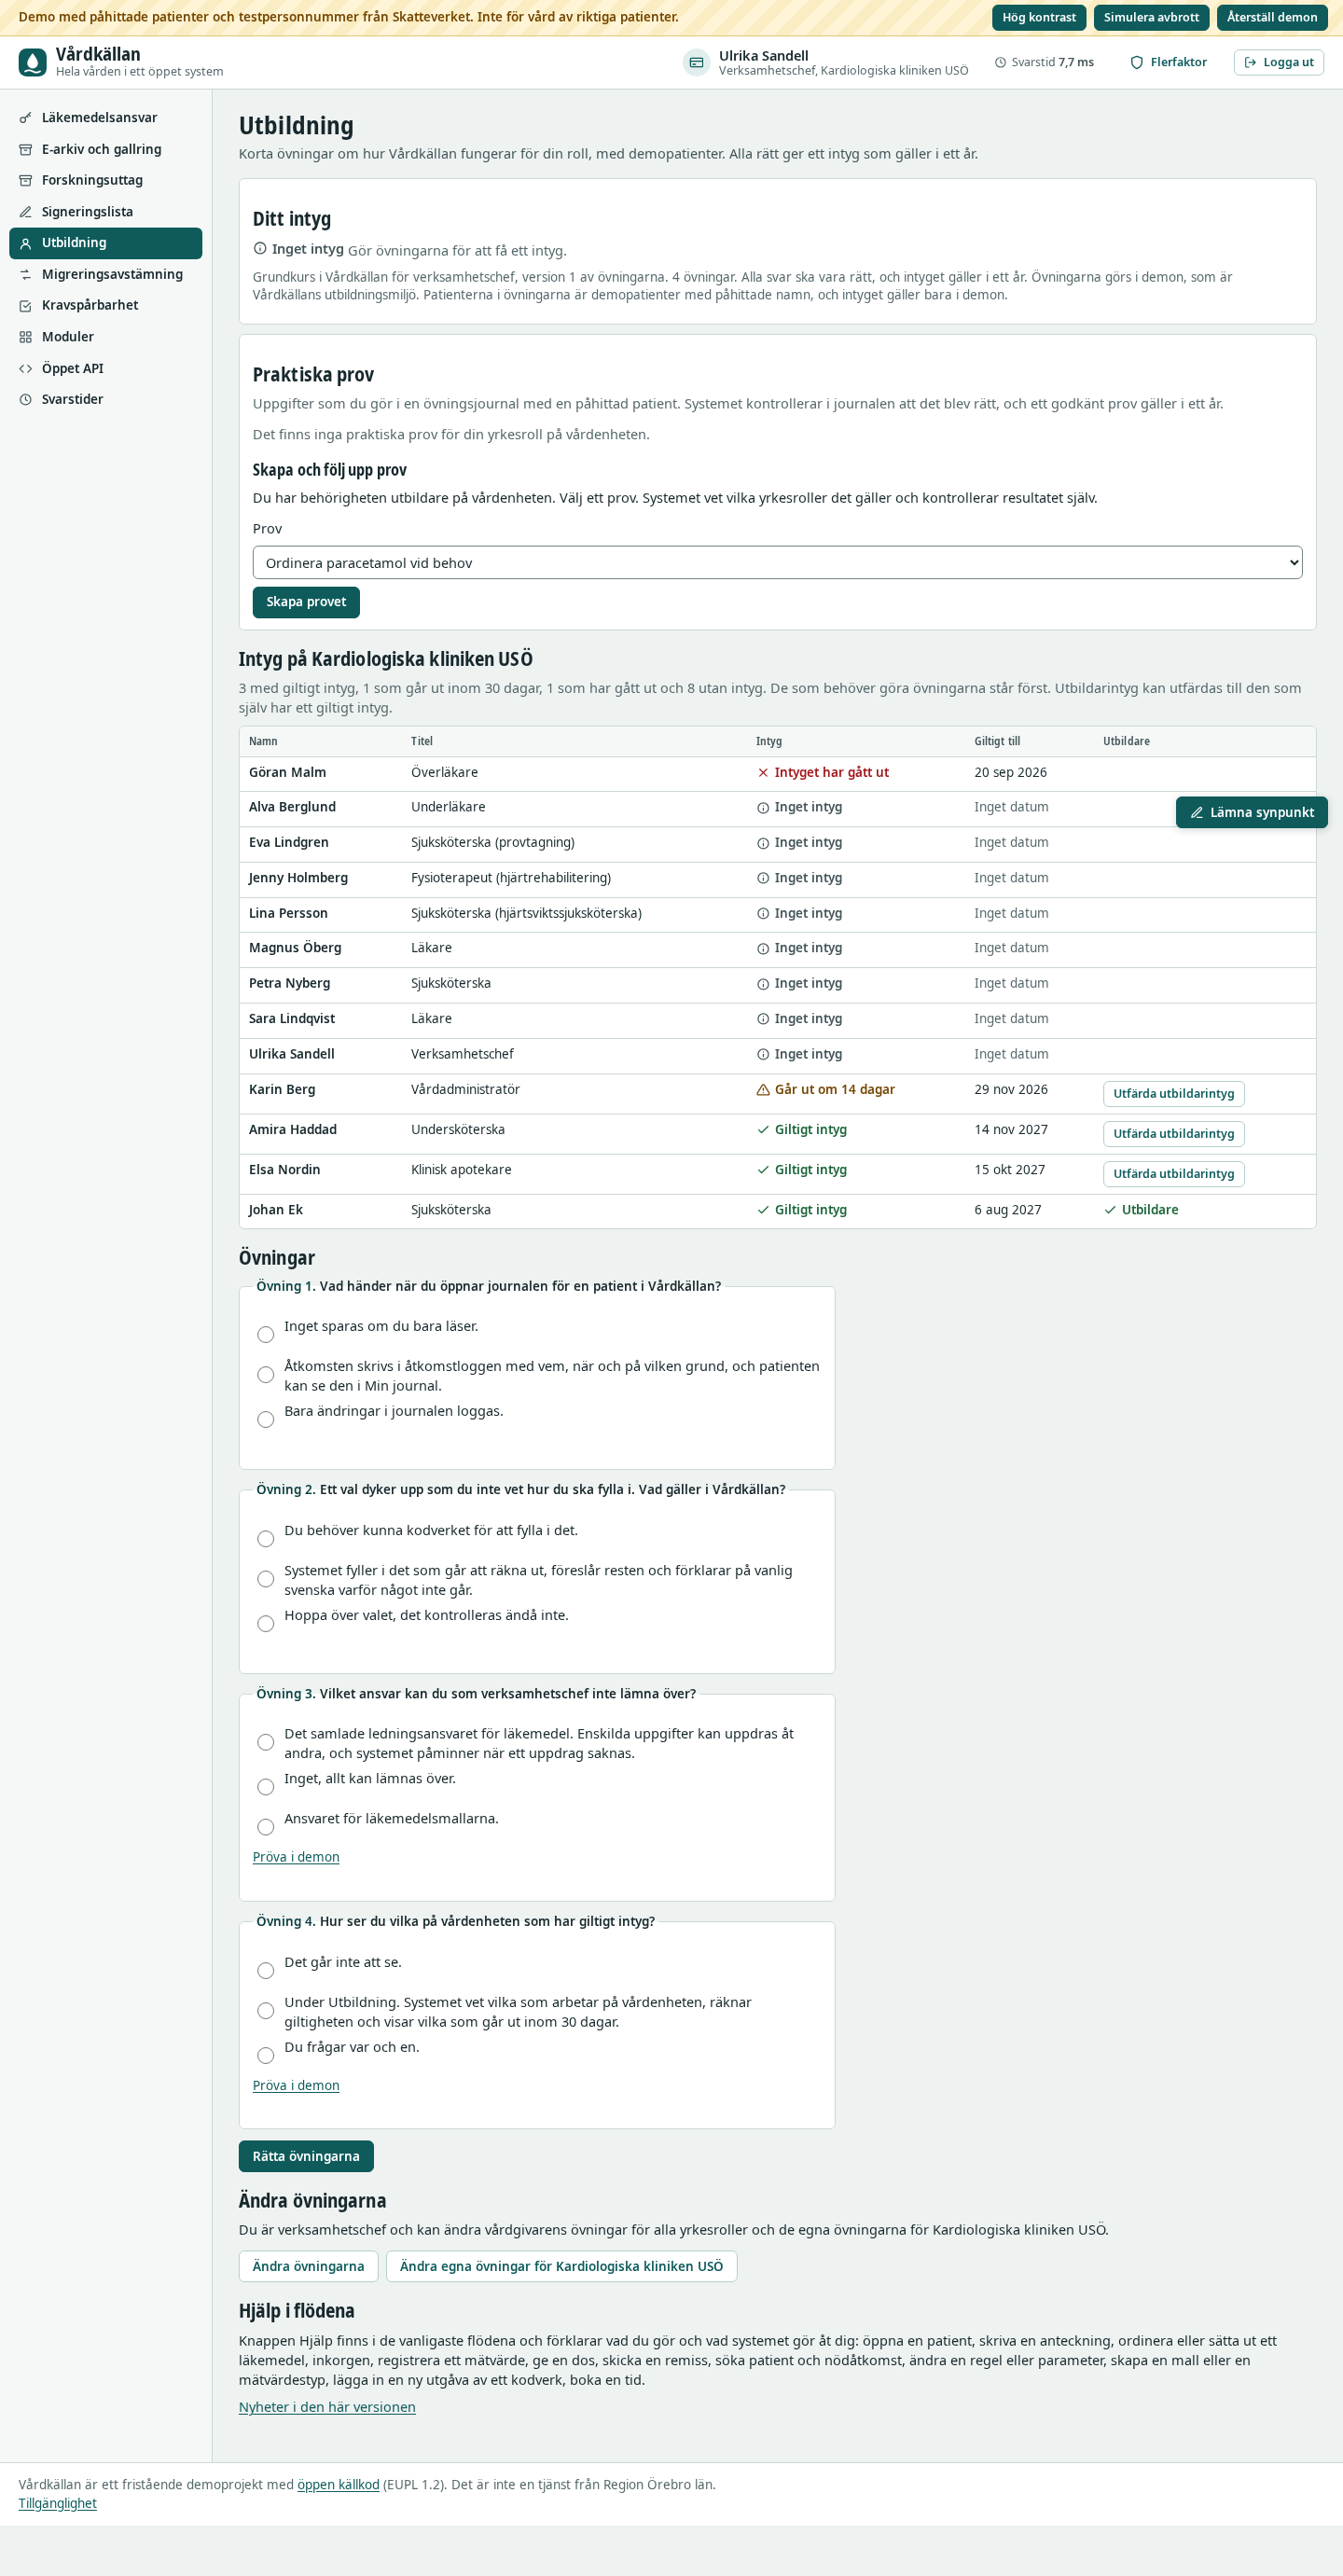 Demo med påhittade patienter och testpersonnummer från Skatteverket. Inte för vård av riktiga patienter.
Hög kontrast
Simulera avbrott
Återställ demon
Vårdkällan
Hela vården i ett öppet system
Ulrika Sandell
Verksamhetschef, Kardiologiska kliniken USÖ
Svarstid 7,7 ms
Flerfaktor
Logga ut
Läkemedelsansvar
E-arkiv och gallring
Forskningsuttag
Signeringslista
Utbildning
Migreringsavstämning
Kravspårbarhet
Moduler
Öppet API
Svarstider
Utbildning
Korta övningar om hur Vårdkällan fungerar för din roll, med demopatienter. Alla rätt ger ett intyg som gäller i ett år.
Ditt intyg
Inget intyg Gör övningarna för att få ett intyg.
Grundkurs i Vårdkällan för verksamhetschef, version 1 av övningarna. 4 övningar. Alla svar ska vara rätt, och intyget gäller i ett år. Övningarna görs i demon, som är
Vårdkällans utbildningsmiljö. Patienterna i övningarna är demopatienter med påhittade namn, och intyget gäller bara i demon.
Praktiska prov
Uppgifter som du gör i en övningsjournal med en påhittad patient. Systemet kontrollerar i journalen att det blev rätt, och ett godkänt prov gäller i ett år.
Det finns inga praktiska prov för din yrkesroll på vårdenheten.
Skapa och följ upp prov
Du har behörigheten utbildare på vårdenheten. Välj ett prov. Systemet vet vilka yrkesroller det gäller och kontrollerar resultatet själv.
Prov
Ordinera paracetamol vid behov
Skapa provet
Intyg på Kardiologiska kliniken USÖ
3 med giltigt intyg, 1 som går ut inom 30 dagar, 1 som har gått ut och 8 utan intyg. De som behöver göra övningarna står först. Utbildarintyg kan utfärdas till den som
själv har ett giltigt intyg.
Namn Titel Intyg Giltigt till Utbildare
Göran Malm Överläkare Intyget har gått ut 20 sep 2026
Alva Berglund Underläkare Inget intyg Inget datum
Lämna synpunkt
Eva Lindgren Sjuksköterska (provtagning) Inget intyg Inget datum
Jenny Holmberg Fysioterapeut (hjärtrehabilitering) Inget intyg Inget datum
Lina Persson Sjuksköterska (hjärtsviktssjuksköterska) Inget intyg Inget datum
Magnus Öberg Läkare Inget intyg Inget datum
Petra Nyberg Sjuksköterska Inget intyg Inget datum
Sara Lindqvist Läkare Inget intyg Inget datum
Ulrika Sandell Verksamhetschef Inget intyg Inget datum
Karin Berg Vårdadministratör Går ut om 14 dagar 29 nov 2026 Utfärda utbildarintyg
Amira Haddad Undersköterska Giltigt intyg 14 nov 2027 Utfärda utbildarintyg
Elsa Nordin Klinisk apotekare Giltigt intyg 15 okt 2027 Utfärda utbildarintyg
Johan Ek Sjuksköterska Giltigt intyg 6 aug 2027 Utbildare
Övningar
Övning 1. Vad händer när du öppnar journalen för en patient i Vårdkällan?
Inget sparas om du bara läser.
Åtkomsten skrivs i åtkomstloggen med vem, när och på vilken grund, och patienten
kan se den i Min journal.
Bara ändringar i journalen loggas.
Övning 2. Ett val dyker upp som du inte vet hur du ska fylla i. Vad gäller i Vårdkällan?
Du behöver kunna kodverket för att fylla i det.
Systemet fyller i det som går att räkna ut, föreslår resten och förklarar på vanlig
svenska varför något inte går.
Hoppa över valet, det kontrolleras ändå inte.
Övning 3. Vilket ansvar kan du som verksamhetschef inte lämna över?
Det samlade ledningsansvaret för läkemedel. Enskilda uppgifter kan uppdras åt
andra, och systemet påminner när ett uppdrag saknas.
Inget, allt kan lämnas över.
Ansvaret för läkemedelsmallarna.
Pröva i demon
Övning 4. Hur ser du vilka på vårdenheten som har giltigt intyg?
Det går inte att se.
Under Utbildning. Systemet vet vilka som arbetar på vårdenheten, räknar
giltigheten och visar vilka som går ut inom 30 dagar.
Du frågar var och en.
Pröva i demon
Rätta övningarna
Ändra övningarna
Du är verksamhetschef och kan ändra vårdgivarens övningar för alla yrkesroller och de egna övningarna för Kardiologiska kliniken USÖ.
Ändra övningarna
Ändra egna övningar för Kardiologiska kliniken USÖ
Hjälp i flödena
Knappen Hjälp finns i de vanligaste flödena och förklarar vad du gör och vad systemet gör åt dig: öppna en patient, skriva en anteckning, ordinera eller sätta ut ett
läkemedel, inkorgen, registrera ett mätvärde, ge en dos, skicka en remiss, söka patient och nödåtkomst, ändra en regel eller parameter, skapa en mall eller en
mätvärdestyp, lägga in en ny utgåva av ett kodverk, boka en tid.
Nyheter i den här versionen
Vårdkällan är ett fristående demoprojekt med öppen källkod (EUPL 1.2). Det är inte en tjänst från Region Örebro län.
Tillgänglighet